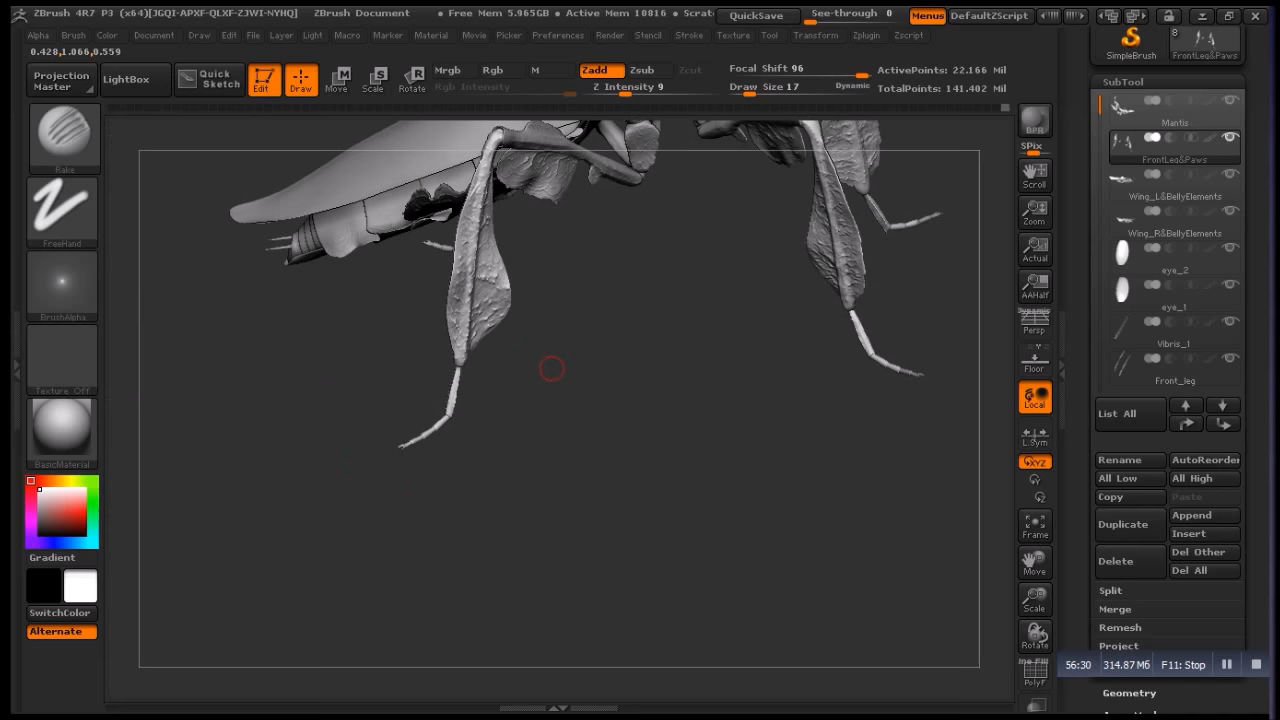 ZBrush 4R7 P3 (x64)[JGQI-APXF-QLXF-ZJWI-NYHQ] ZBrush Document • Free Mem 5.965GB • Active Mem 10816 • Scrat QuickSave See-through 0 Menus DefaultZScript
Alpha Brush Color Document Draw Edit File Layer Light Macro Marker Material Movie Picker Preferences Render Stencil Stroke Texture Tool Transform Zplugin Zscript
0.428,1.066,0.559
Projection Master
LightBox
Quick Sketch
Edit Draw Move Scale Rotate
Mrgb Rgb M
Rgb Intensity
Zadd Zsub Zcut
Z Intensity 9
Focal Shift 96
Draw Size 17 Dynamic
ActivePoints: 22.166 Mil
TotalPoints: 141.402 Mil
Rake
FreeHand
BrushAlpha
Texture Off
BasicMaterial
Gradient
SwitchColor
Alternate
BPR
SPix
Scroll
Zoom
Actual
AAHalf
Dynamic
Persp
Floor
Local
L.Sym
XYZ
Frame
Move
Scale
Rotate
PolyF
SimpleBrush
8
FrontLeg&Paws
SubTool
Mantis
FrontLeg&Paws
Wing_L&BellyElements
Wing_R&BellyElements
eye_2
eye_1
Vibris_1
Front_leg
List All
Rename AutoReorder
All Low All High
Copy Paste
Duplicate Append
Insert
Delete Del Other
Del All
Split
Merge
Remesh
Project
56:30 314.87Мб F11: Stop
Geometry